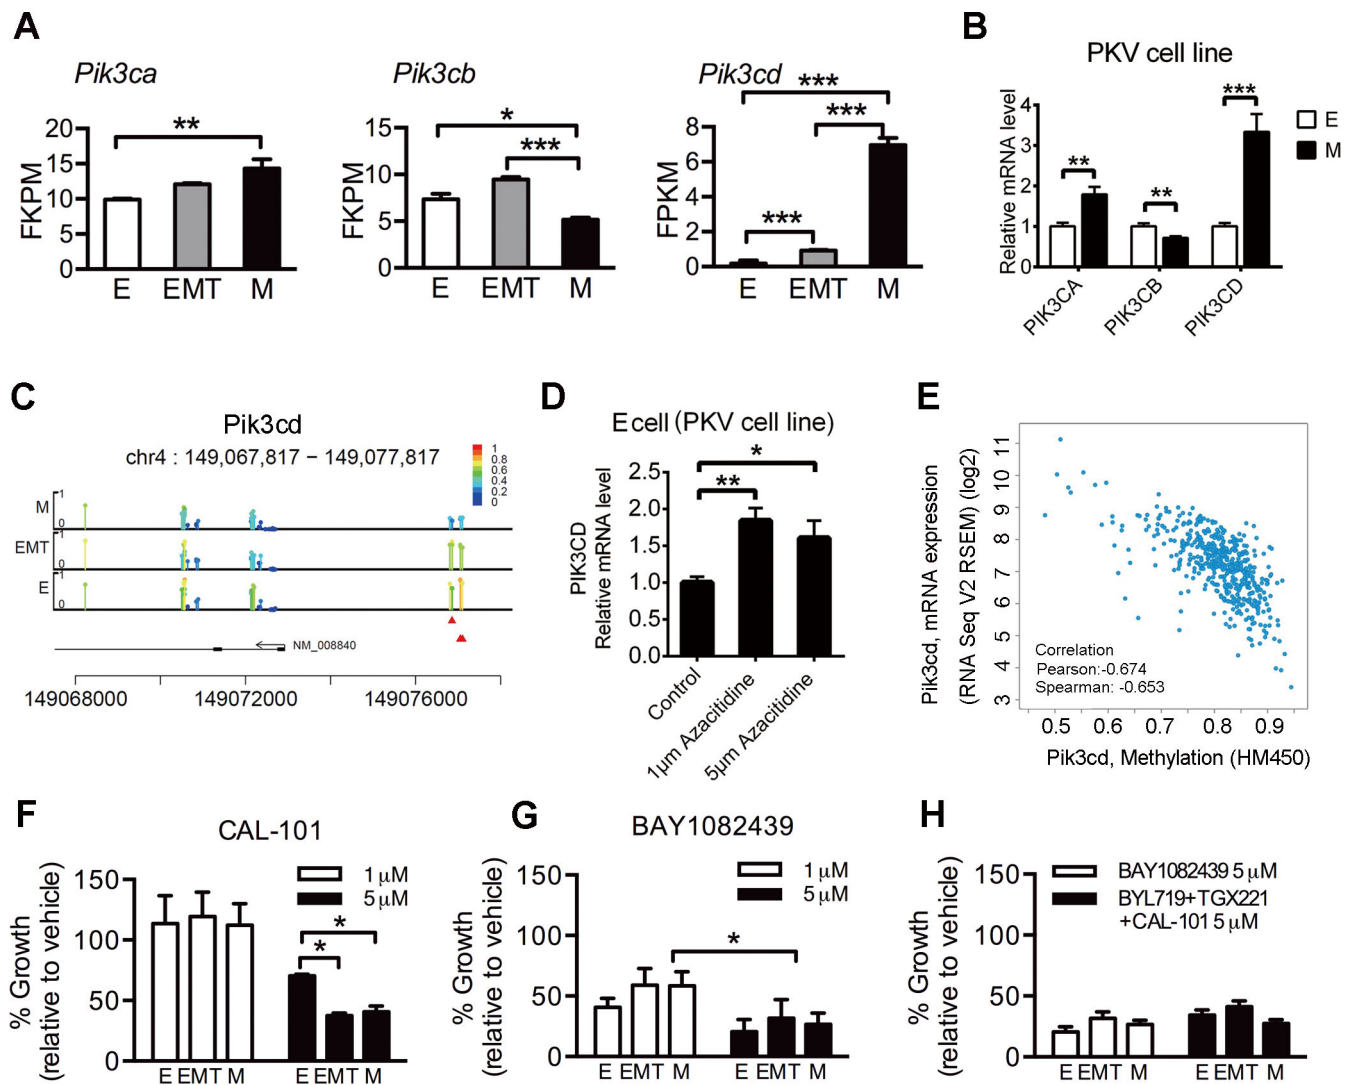 A
Pik3ca
FKPM
20
15
10
5
0
**
E EMT M
Pik3cb
FKPM
15
10
5
0
*
***
E EMT M
Pik3cd
FPKM
8
6
4
2
0
***
***
***
E EMT M
B
PKV cell line
Relative mRNA level
4
3
2
1
0
**
**
***
E
M
PIK3CA
PIK3CB
PIK3CD
C
Pik3cd
chr4 : 149,067,817 − 149,077,817
1
0.8
0.6
0.4
0.2
0
M
1
0
EMT
1
0
E
1
0
NM_008840
149068000 149072000 149076000
D
E cell (PKV cell line)
PIK3CD
Relative mRNA level
2.5
2.0
1.5
1.0
0.5
0.0
*
**
Control
1µm Azacitidine
5µm Azacitidine
E
Pik3cd, mRNA expression
(RNA Seq V2 RSEM) (log2)
11
10
9
8
7
6
5
4
3
Correlation
Pearson:-0.674
Spearman: -0.653
0.5 0.6 0.7 0.8 0.9
Pik3cd, Methylation (HM450)
F
CAL-101
% Growth
(relative to vehicle)
150
100
50
0
1 µM
5 µM
*
*
E EMT M E EMT M
G
BAY1082439
% Growth
(relative to vehicle)
150
100
50
0
1 µM
5 µM
*
E EMT M E EMT M
H
% Growth
(relative to vehicle)
150
100
50
0
BAY1082439 5 µM
BYL719+TGX221
+CAL-101 5 µM
E EMT M E EMT M